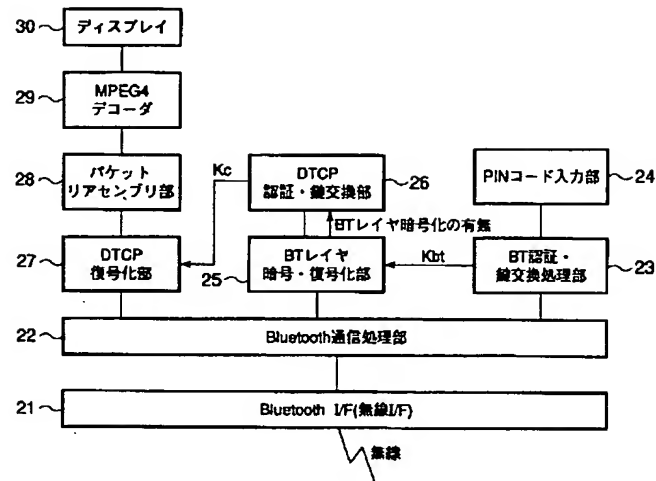 30
ディスプレイ
29
MPEG4
デコーダ
28
パケット
リアセンブリ部
Kc
DTCP
認証・鍵交換部
26
PINコード入力部
24
BTレイヤ暗号化の有無
27
DTCP
復号化部
25
BTレイヤ
暗号・復号化部
Kbt
BT認証・
鍵交換処理部
23
22
Bluetooth通信処理部
21
Bluetooth I/F(無線I/F)
無線